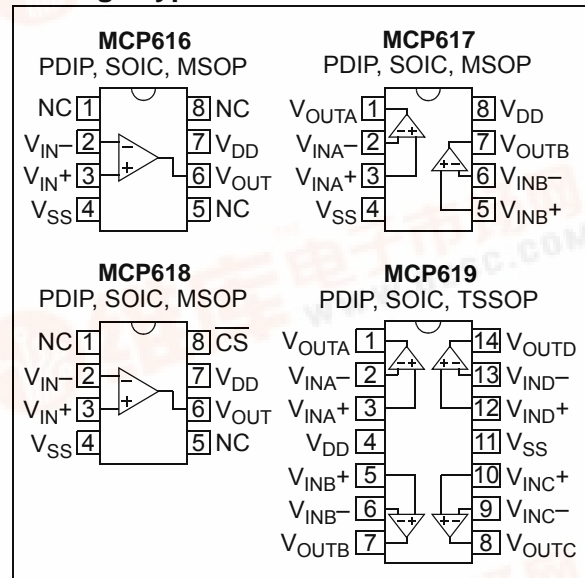 MCP616
PDIP, SOIC, MSOP
NC 1 8 NC
VIN– 2 7 VDD
VIN+ 3 6 VOUT
VSS 4 5 NC
MCP617
PDIP, SOIC, MSOP
VOUTA 1 8 VDD
VINA– 2 7 VOUTB
VINA+ 3 6 VINB–
VSS 4 5 VINB+
MCP618
PDIP, SOIC, MSOP
NC 1 8 CS
VIN– 2 7 VDD
VIN+ 3 6 VOUT
VSS 4 5 NC
MCP619
PDIP, SOIC, TSSOP
VOUTA 1 14 VOUTD
VINA– 2 13 VIND–
VINA+ 3 12 VIND+
VDD 4 11 VSS
VINB+ 5 10 VINC+
VINB– 6 9 VINC–
VOUTB 7 8 VOUTC